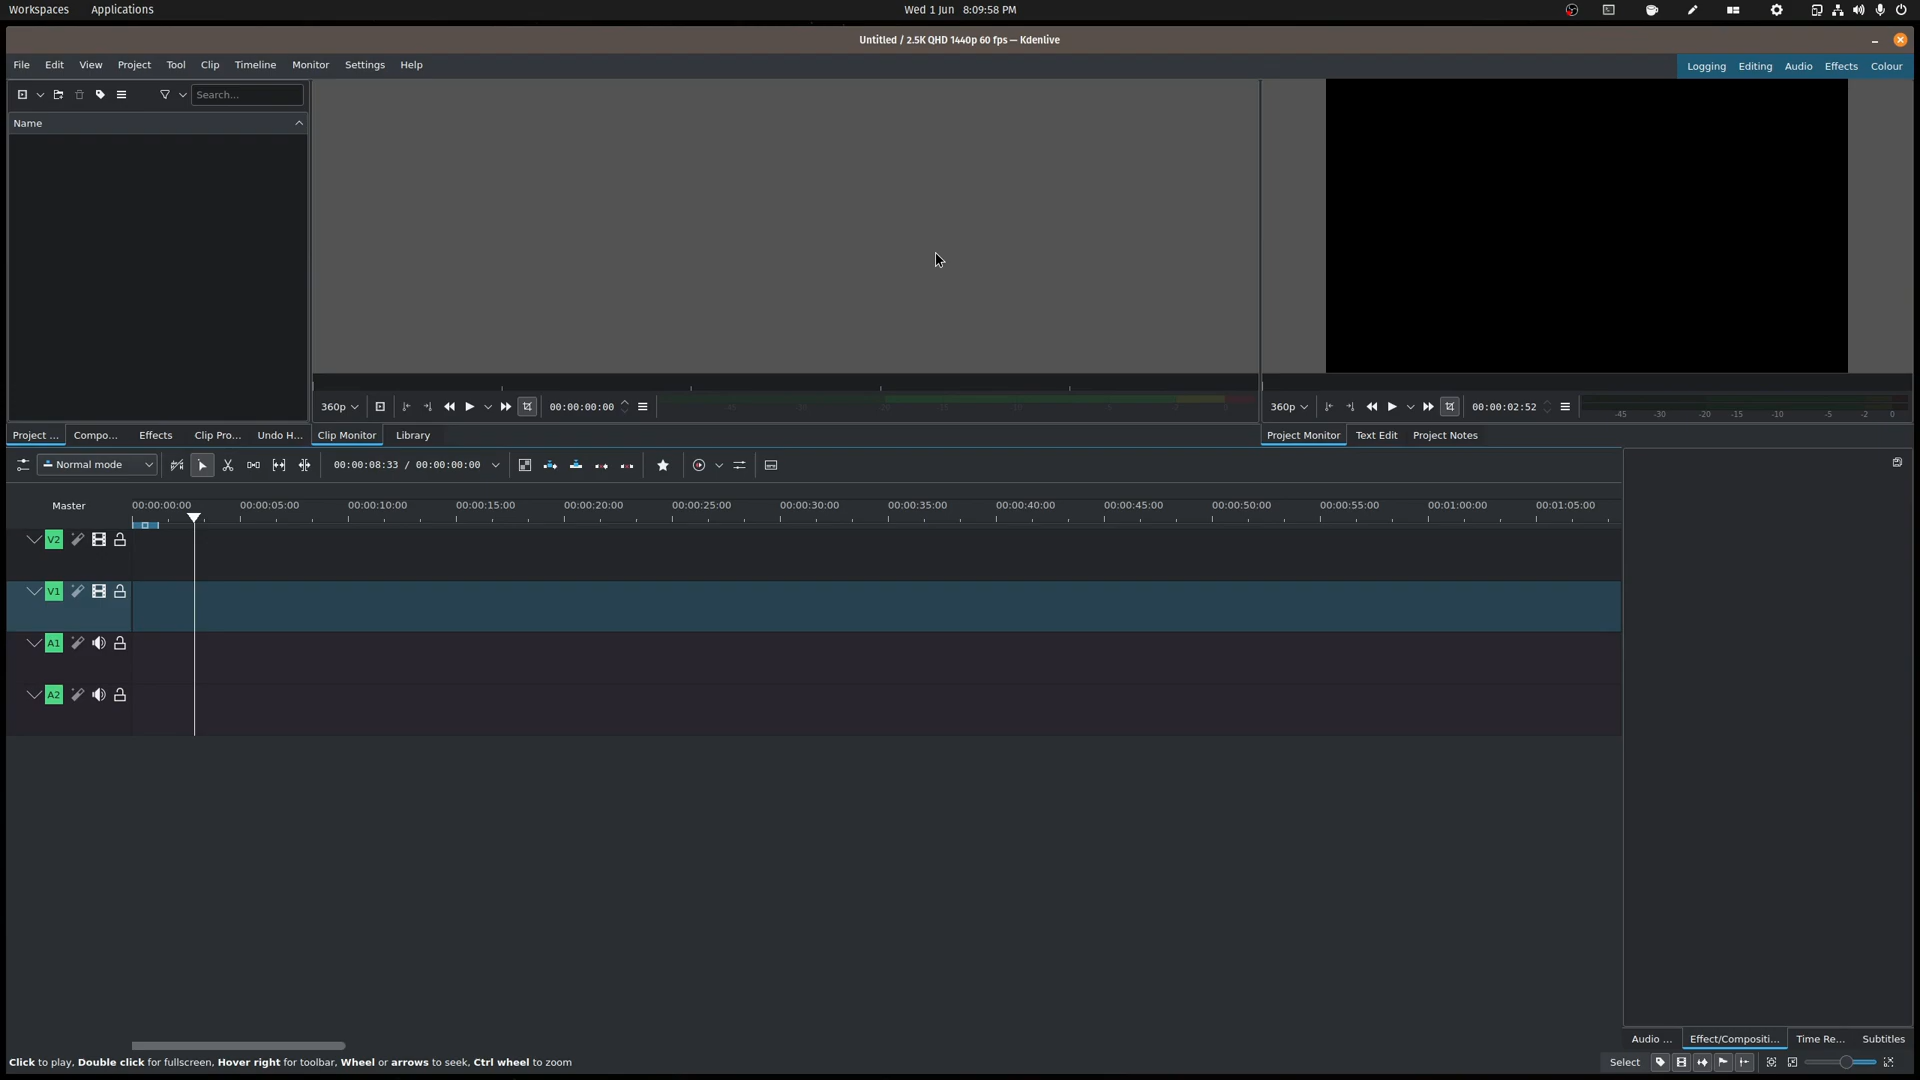 Workspaces Applications Wed 1 Jun 8:09:58 PM
Untitled / 2.5K QHD 1440p 60 fps — Kdenlive
File Edit View Project Tool Clip Timeline Monitor Settings Help Logging Editing Audio Effects Colour
Search...
Name
360p 00:00:00:00 360p 00:00:02:52
-45 -30 -20 -15 -10 -5 -2 0
Project ... Compo... Effects Clip Pro... Undo H... Clip Monitor Library Project Monitor Text Edit Project Notes
Normal mode 00:00:08:33 / 00:00:00:00
Master 00:00:00:00 00:00:05:00 00:00:10:00 00:00:15:00 00:00:20:00 00:00:25:00 00:00:30:00 00:00:35:00 00:00:40:00 00:00:45:00 00:00:50:00 00:00:55:00 00:01:00:00 00:01:05:00
V2
V1
A1
A2
Audio ... Effect/Compositi... Time Re... Subtitles
Click to play, Double click for fullscreen, Hover right for toolbar, Wheel or arrows to seek, Ctrl wheel to zoom Select